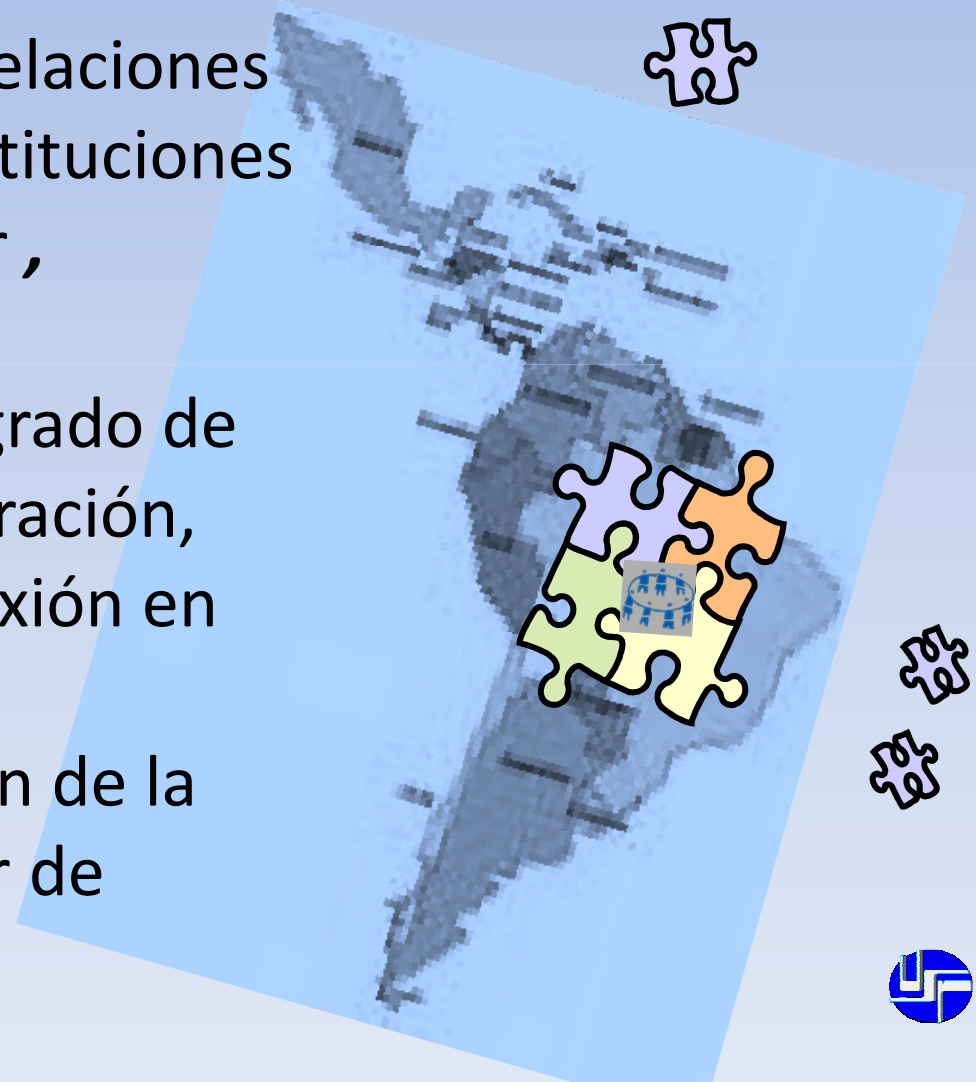 elaciones
tituciones
r,
grado de
ración,
xión en
n de la
r de